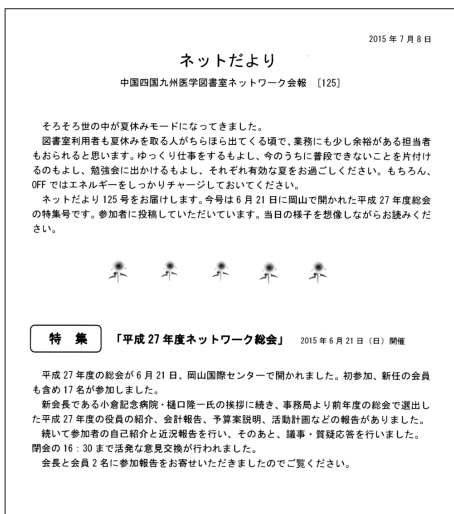 2015 年 7 月 8 日
ネットだより
中国四国九州医学図書室ネットワーク会報 [125]
そろそろ世の中が夏休みモードになってきました。
図書室利用者も夏休みを取る人がちらほら出てくる頃で、業務にも少し余裕がある担当者
もおられると思います。ゆっくり仕事をするもよし、今のうちに普段できないことを片付け
るのもよし、勉強会に出かけるもよし、それぞれ有効な夏をお過ごしください。もちろん、
OFF ではエネルギーをしっかりチャージしておいてください。
ネットだより 125 号をお届けします。今号は 6 月 21 日に岡山で開かれた平成 27 年度総会
の特集号です。参加者に投稿していただいています。当日の様子を想像しながらお読みくだ
さい。
特 集 「平成 27 年度ネットワーク総会」 2015 年 6 月 21 日（日）開催
平成 27 年度の総会が 6 月 21 日、岡山国際センターで開かれました。初参加、新任の会員
も含め 17 名が参加しました。
新会長である小倉記念病院・樋口隆一氏の挨拶に続き、事務局より前年度の総会で選出し
た平成 27 年度の役員の紹介、会計報告、予算案説明、活動計画などの報告がありました。
続いて参加者の自己紹介と近況報告を行い、そのあと、議事・質疑応答を行いました。
閉会の 16：30 まで活発な意見交換が行われました。
会長と会員 2 名に参加報告をお寄せいただきましたのでご覧ください。